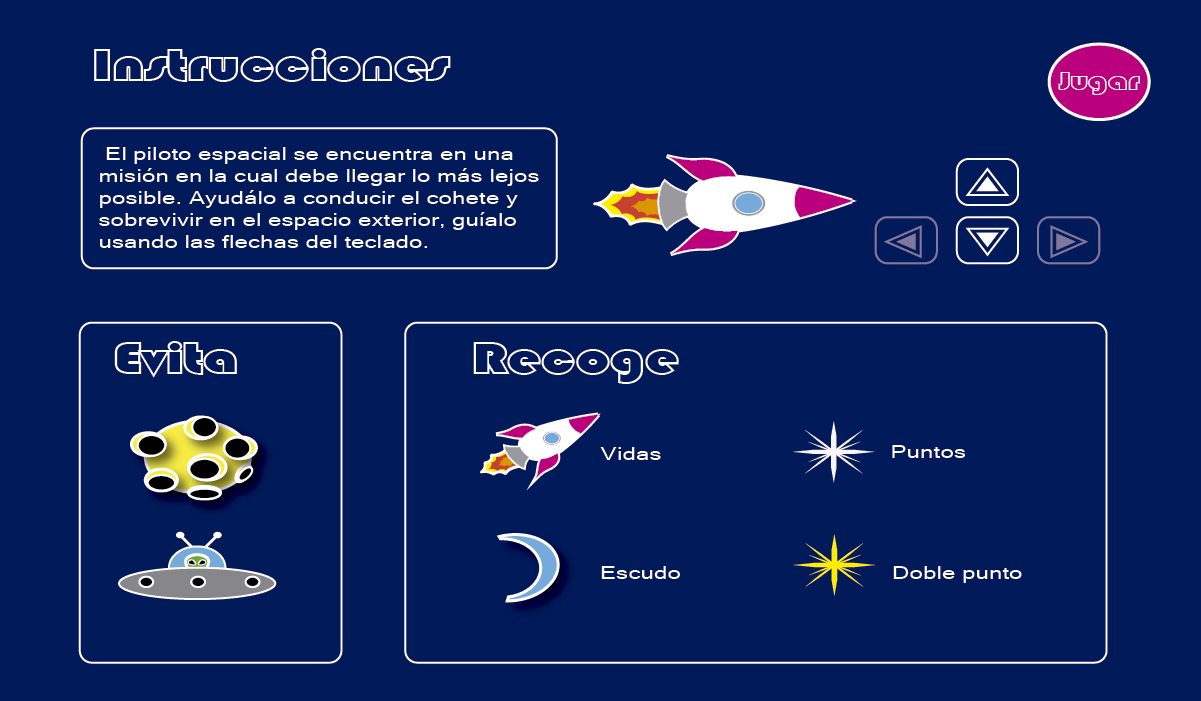 Instrucciones
Jugar
El piloto espacial se encuentra en una
misión en la cual debe llegar lo más lejos
posible. Ayudálo a conducir el cohete y
sobrevivir en el espacio exterior, guíalo
usando las flechas del teclado.
Evita
Recoge
Vidas
Puntos
Escudo
Doble punto